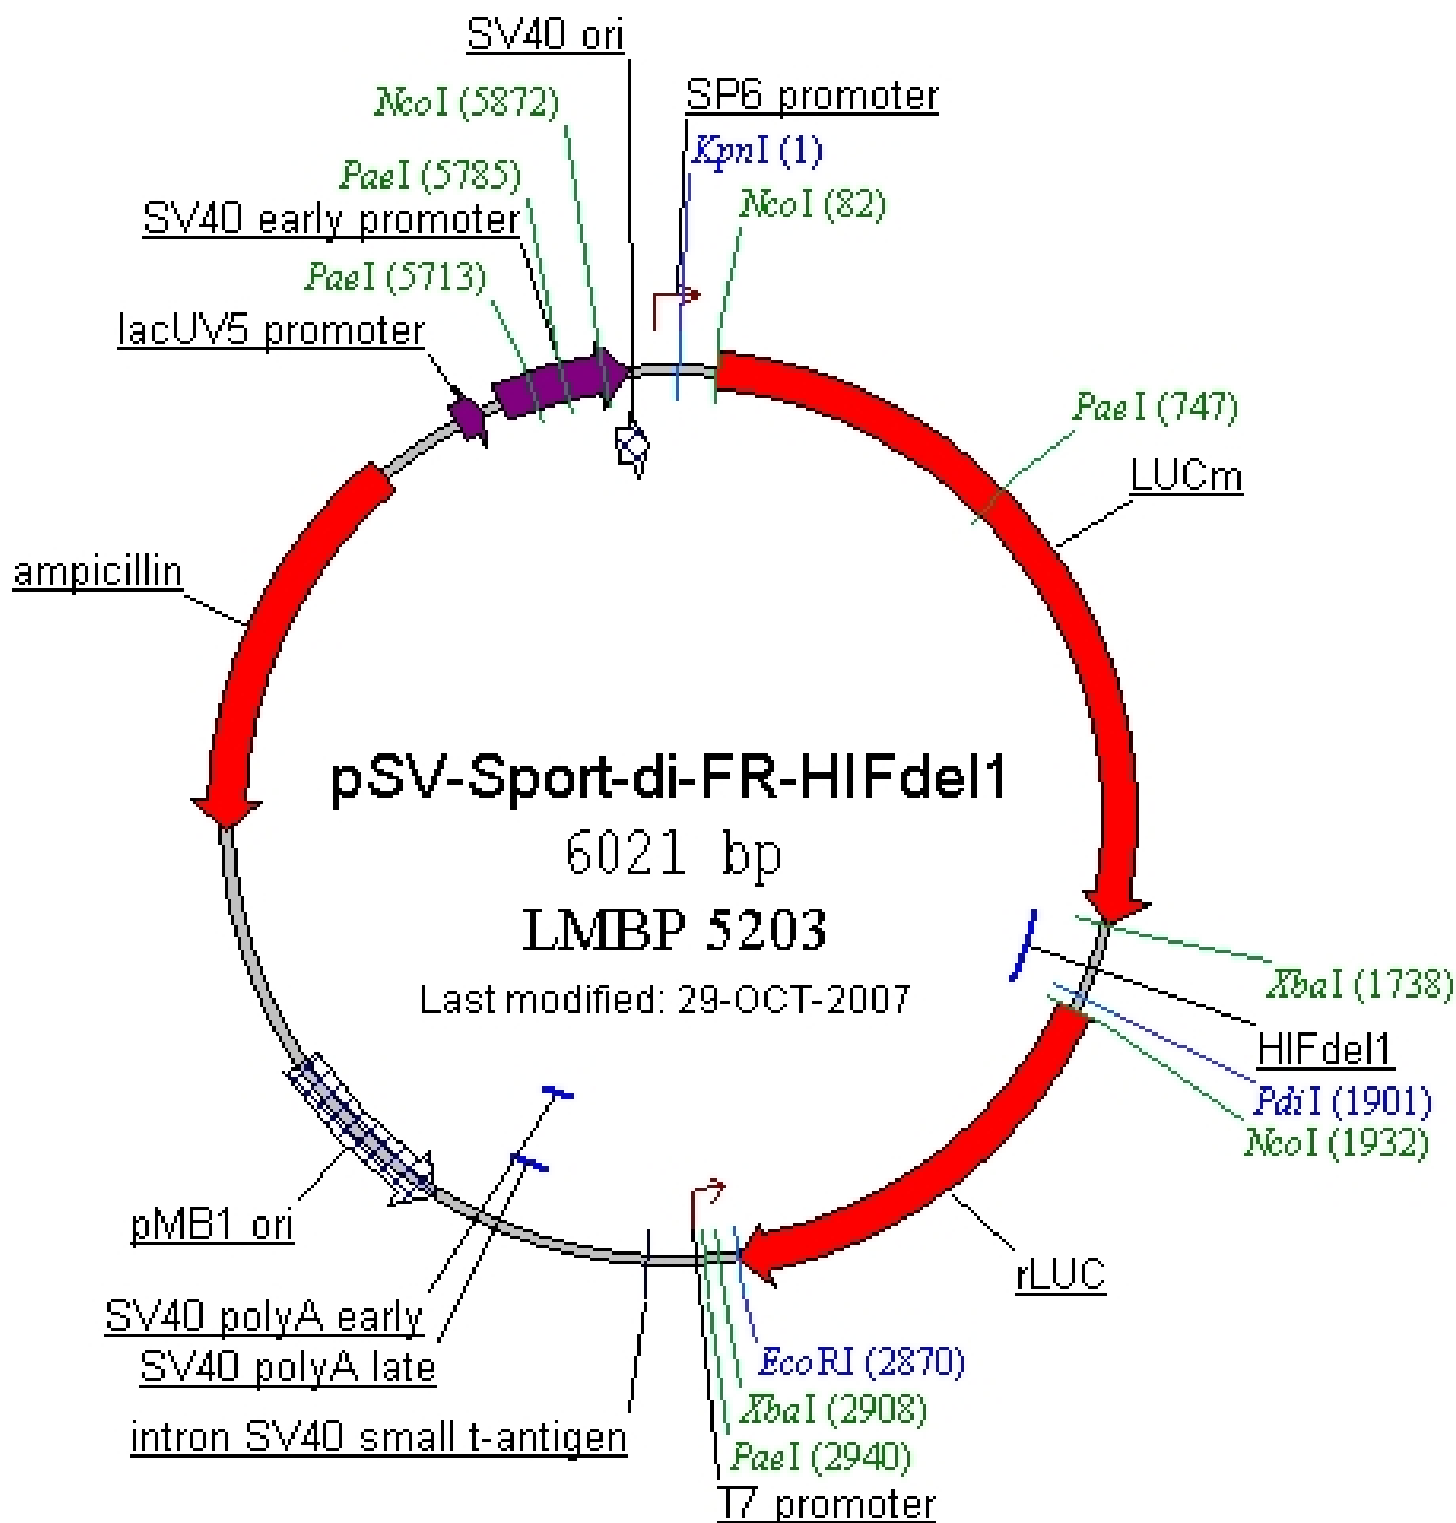 SV40 ori
SP6 promoter
NcoI (5872)
KpnI (1)
PaeI (5785)
NcoI (82)
SV40 early promoter
PaeI (5713)
lacUV5 promoter
PaeI (747)
LUCm
ampicillin
pSV-Sport-di-FR-HIFdel1
6021 bp
LMBP 5203
Last modified: 29-OCT-2007
XbaI (1738)
HIFdel1
PdiI (1901)
NcoI (1932)
pMB1 ori
rLUC
SV40 polyA early
SV40 polyA late
EcoRI (2870)
XbaI (2908)
intron SV40 small t-antigen
PaeI (2940)
T7 promoter